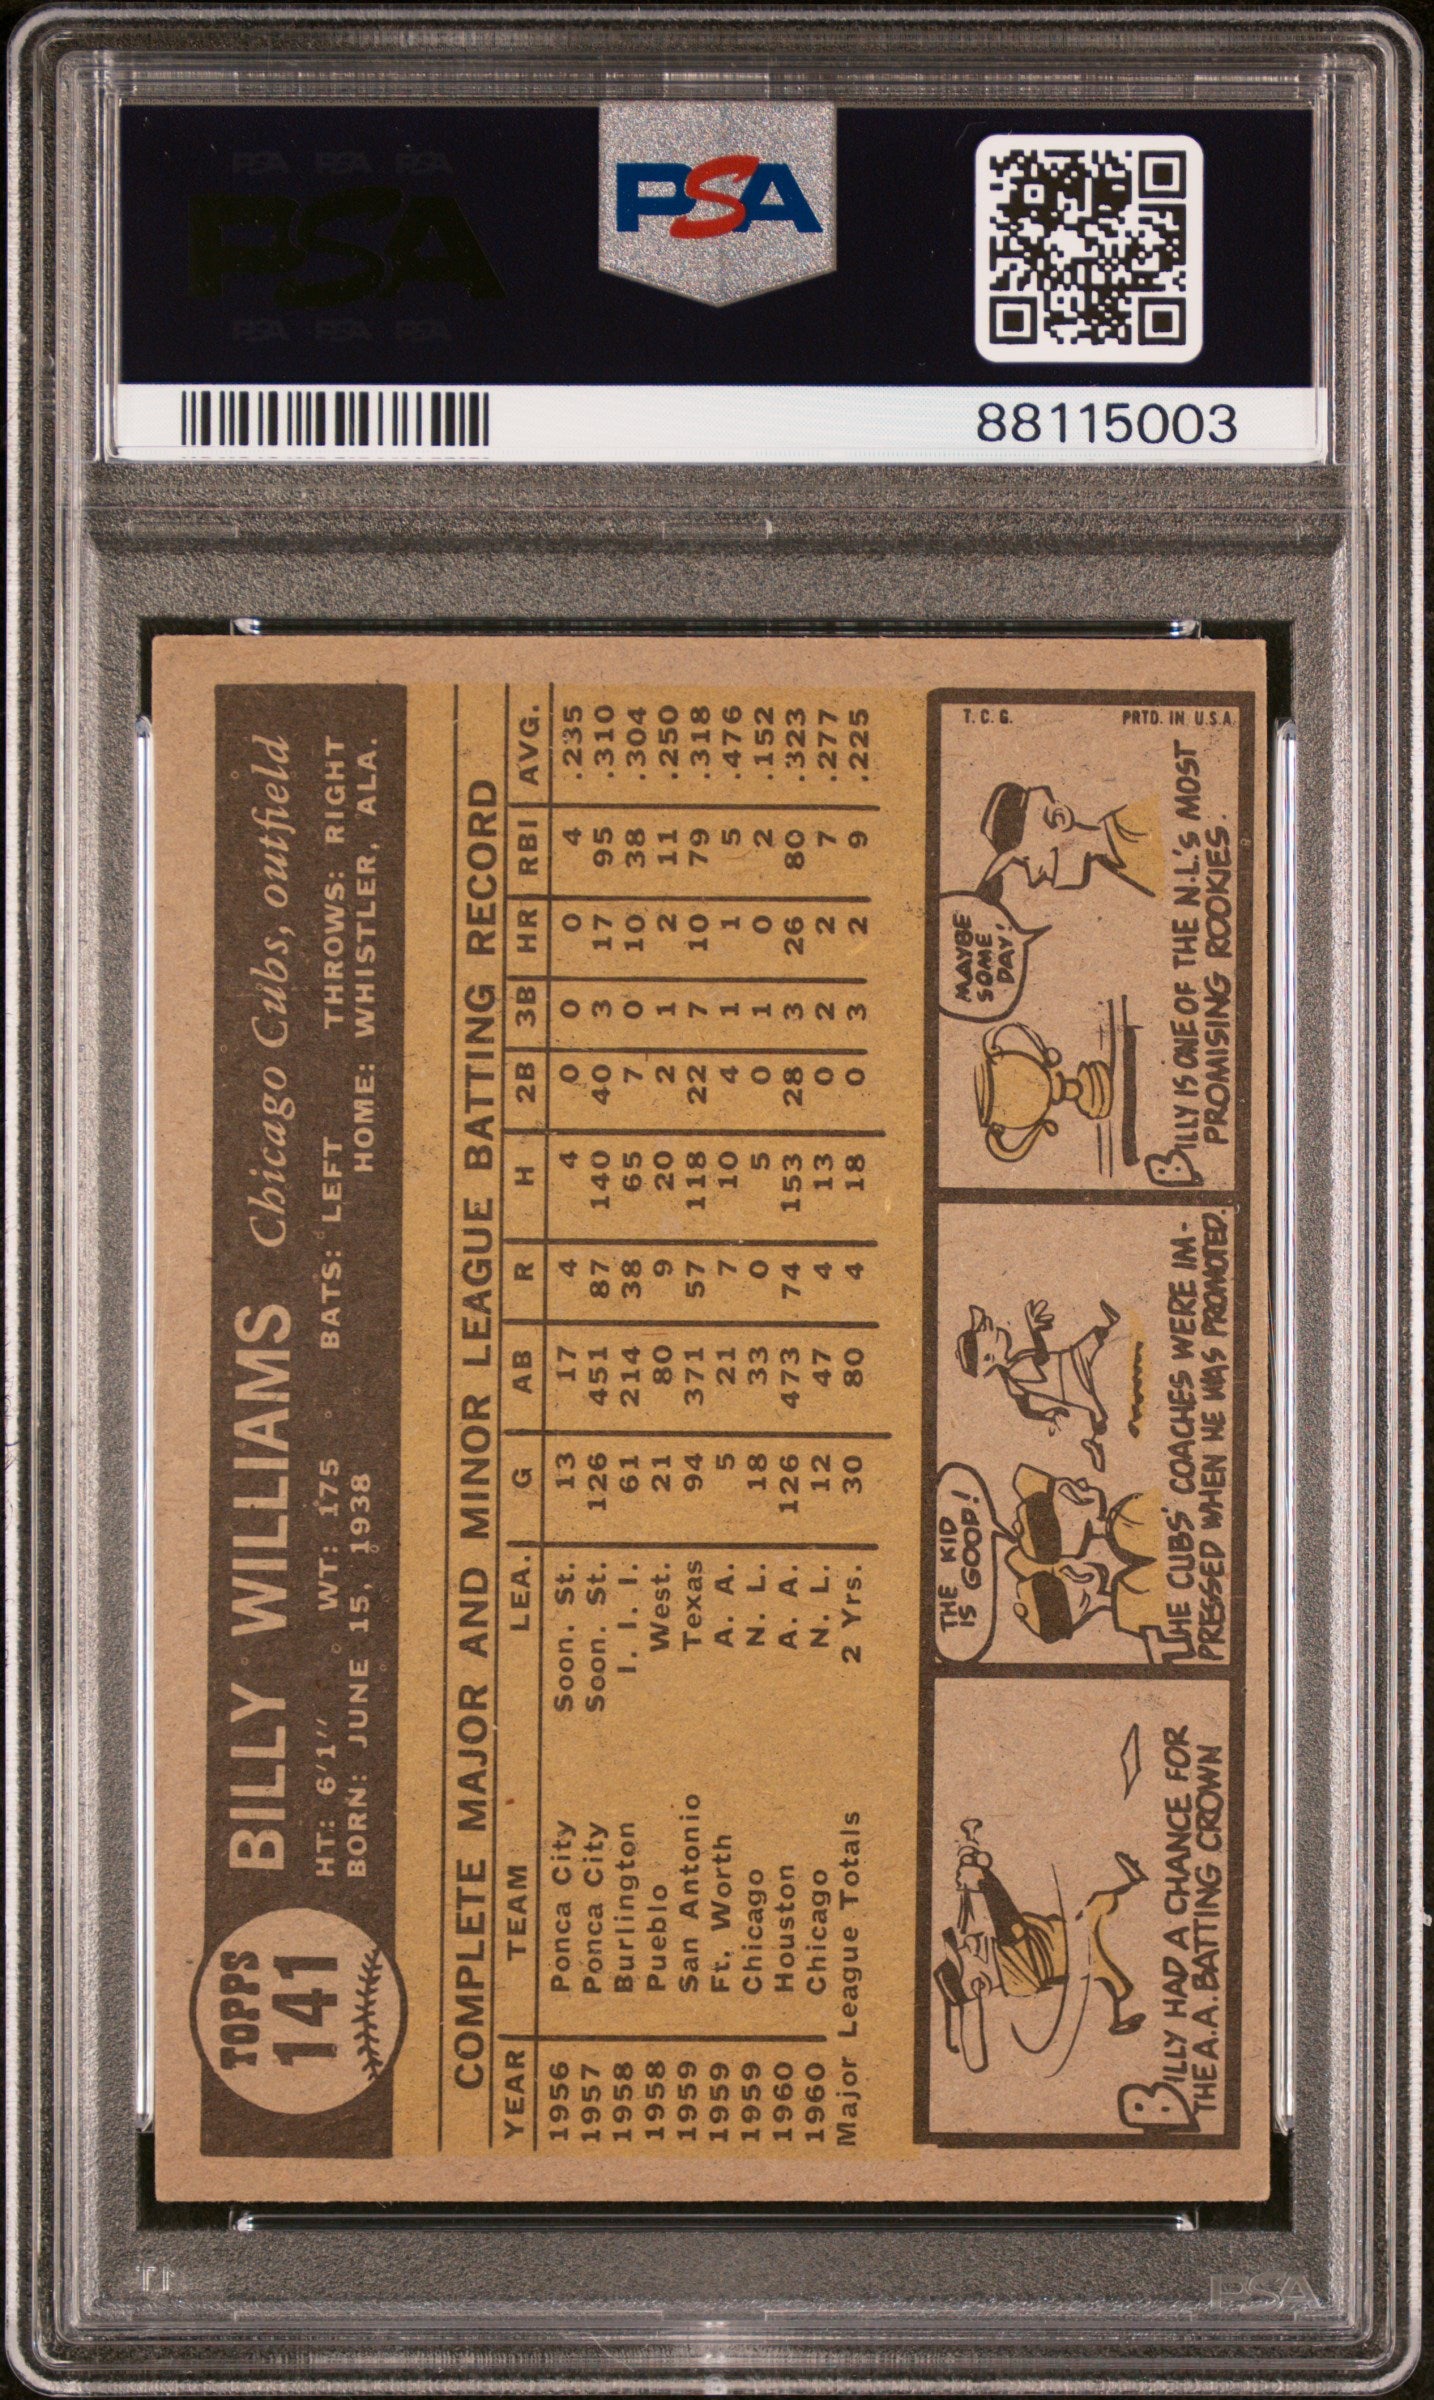 PSA PSA PSA
PSA
PSA PSA PSA
PSA
88115003
TOPPS
141
BILLY WILLIAMS Chicago Cubs, outfield
HT: 6'1" WT: 175 BATS: LEFT THROWS: RIGHT
BORN: JUNE 15, 1938 HOME: WHISTLER, ALA.
COMPLETE MAJOR AND MINOR LEAGUE BATTING RECORD
YEAR TEAM LEA. G AB R H 2B 3B HR RBI AVG.
1956 Ponca City Soon. St. 13 17 4 4 0 0 0 4 .235
1957 Ponca City Soon. St. 126 451 87 140 40 3 17 95 .310
1958 Burlington I. I. I. 61 214 38 65 7 0 10 38 .304
1958 Pueblo West. 21 80 9 20 2 1 2 11 .250
1959 San Antonio Texas 94 371 57 118 22 7 10 79 .318
1959 Ft. Worth A. A. 5 21 7 10 4 1 1 5 .476
1959 Chicago N. L. 18 33 0 5 0 1 0 2 .152
1960 Houston A. A. 126 473 74 153 28 3 26 80 .323
1960 Chicago N. L. 12 47 4 13 0 2 2 7 .277
Major League Totals 2 Yrs. 30 80 4 18 0 3 2 9 .225
BILLY HAD A CHANCE FOR
THE A.A. BATTING CROWN
THE KID
IS
GOOD!
THE CUBS' COACHES WERE IM-
PRESSED WHEN HE WAS PROMOTED.
T.C.G. PRTD. IN U.S.A.
MAYBE
SOME
DAY!
BILLY IS ONE OF THE N.L.'S MOST
PROMISING ROOKIES.
PSA